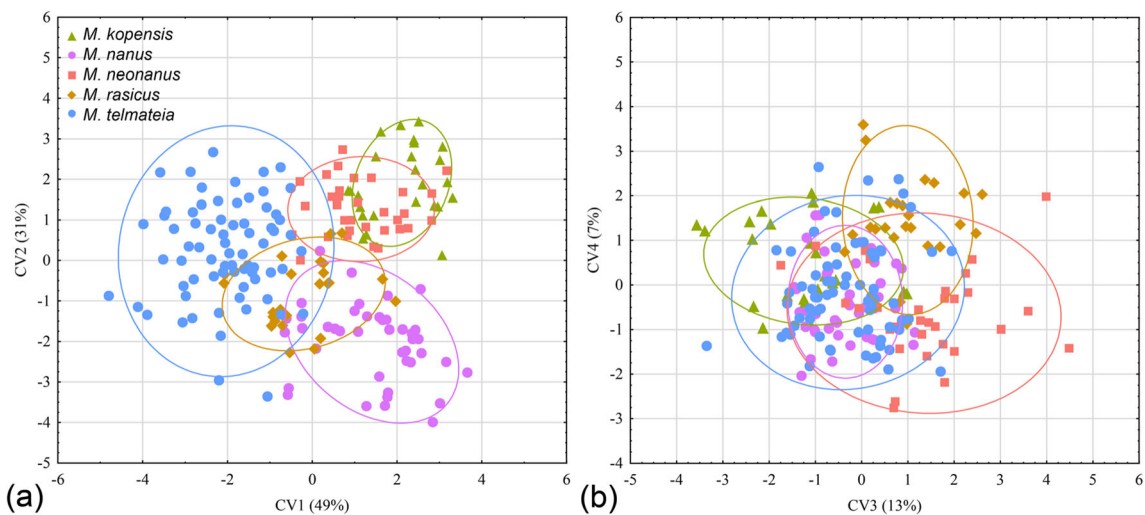 M. kopensis
M. nanus
M. neonanus
M. rasicus
M. telmateia
6
5
4
3
2
1
0
-1
-2
-3
-4
-5
CV2 (31%)
-6 -4 -2 0 2 4 6
CV1 (49%)
(a)
6
5
4
3
2
1
0
-1
-2
-3
-4
CV4 (7%)
-5 -4 -3 -2 -1 0 1 2 3 4 5 6
CV3 (13%)
(b)